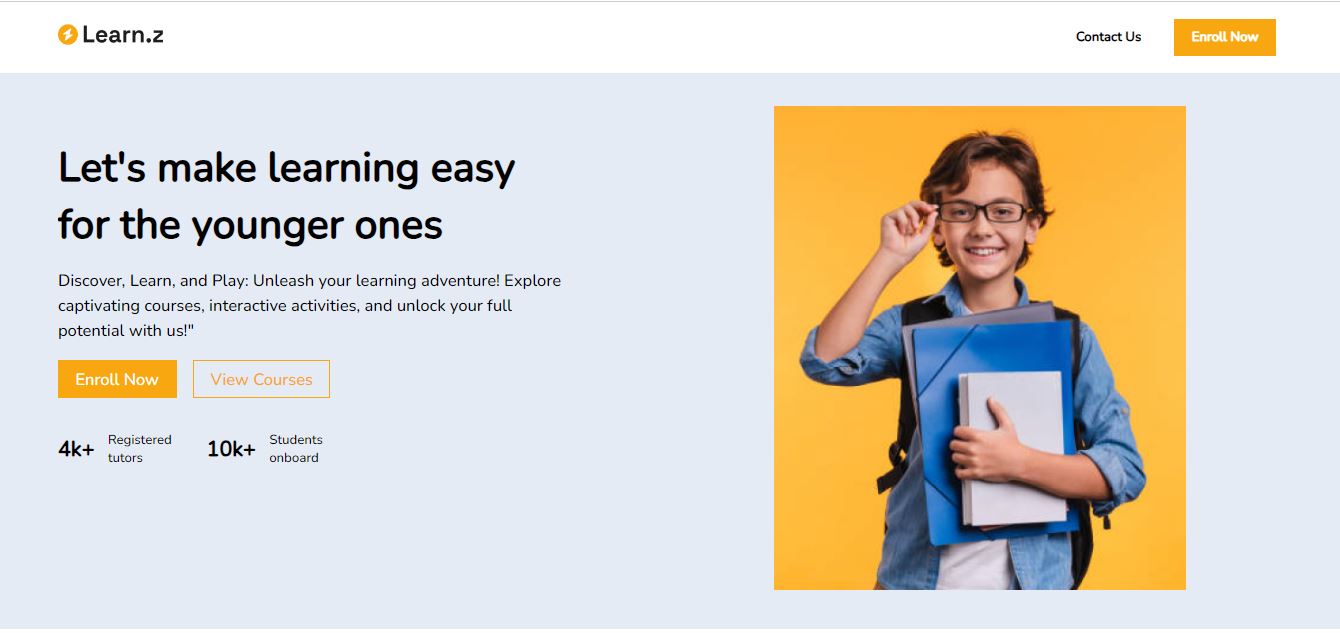 Learn.z
Contact Us
Enroll Now
Let's make learning easy
for the younger ones
Discover, Learn, and Play: Unleash your learning adventure! Explore
captivating courses, interactive activities, and unlock your full
potential with us!"
Enroll Now
View Courses
4k+
Registered
tutors
10k+
Students
onboard